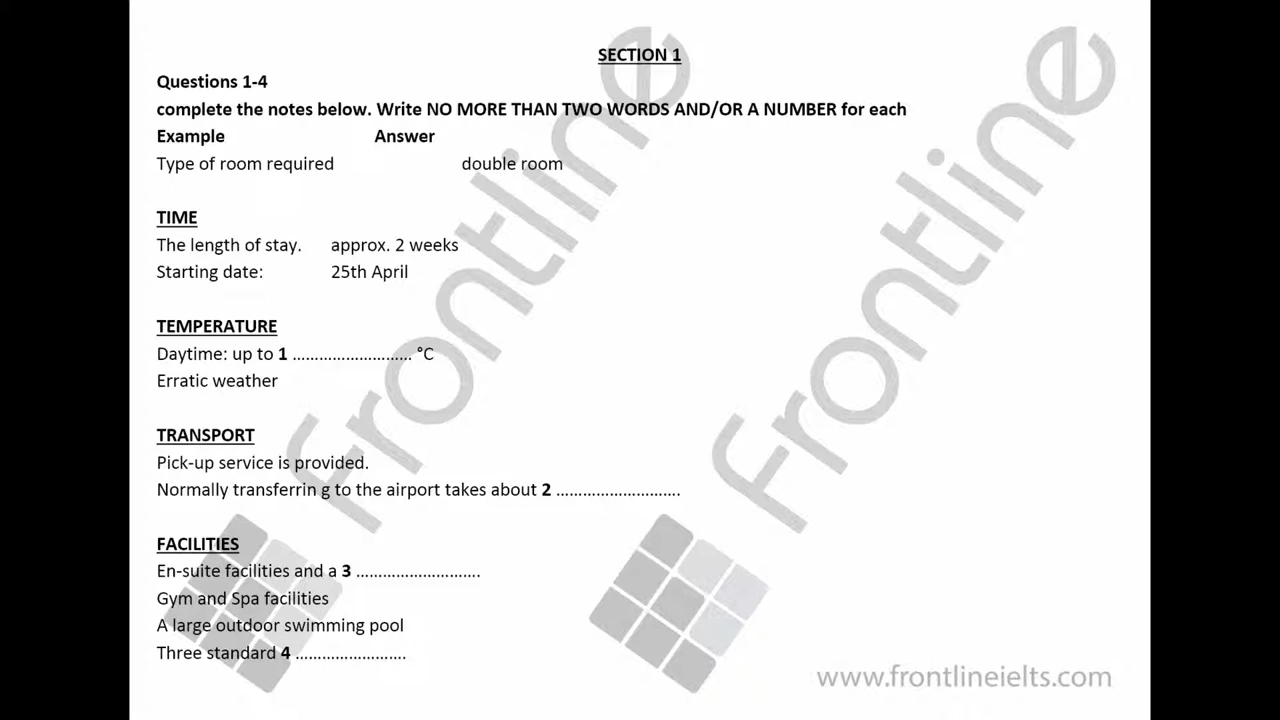 SECTION 1
Questions 1-4
complete the notes below. Write NO MORE THAN TWO WORDS AND/OR A NUMBER for each
Example Answer
Type of room required double room
TIME
The length of stay. approx. 2 weeks
Starting date: 25th April
TEMPERATURE
Daytime: up to 1 .......................... °C
Erratic weather
TRANSPORT
Pick-up service is provided.
Normally transferrin g to the airport takes about 2 ...........................
FACILITIES
En-suite facilities and a 3 ...........................
Gym and Spa facilities
A large outdoor swimming pool
Three standard 4 ........................
frontline
frontline
www.frontlineielts.com